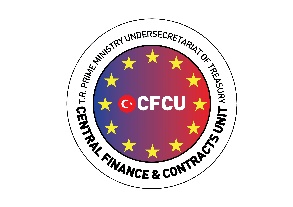 T.R. PRIME MINISTRY UNDERSECRETARIAT OF TREASURY
CFCU
CENTRAL FINANCE & CONTRACTS UNIT